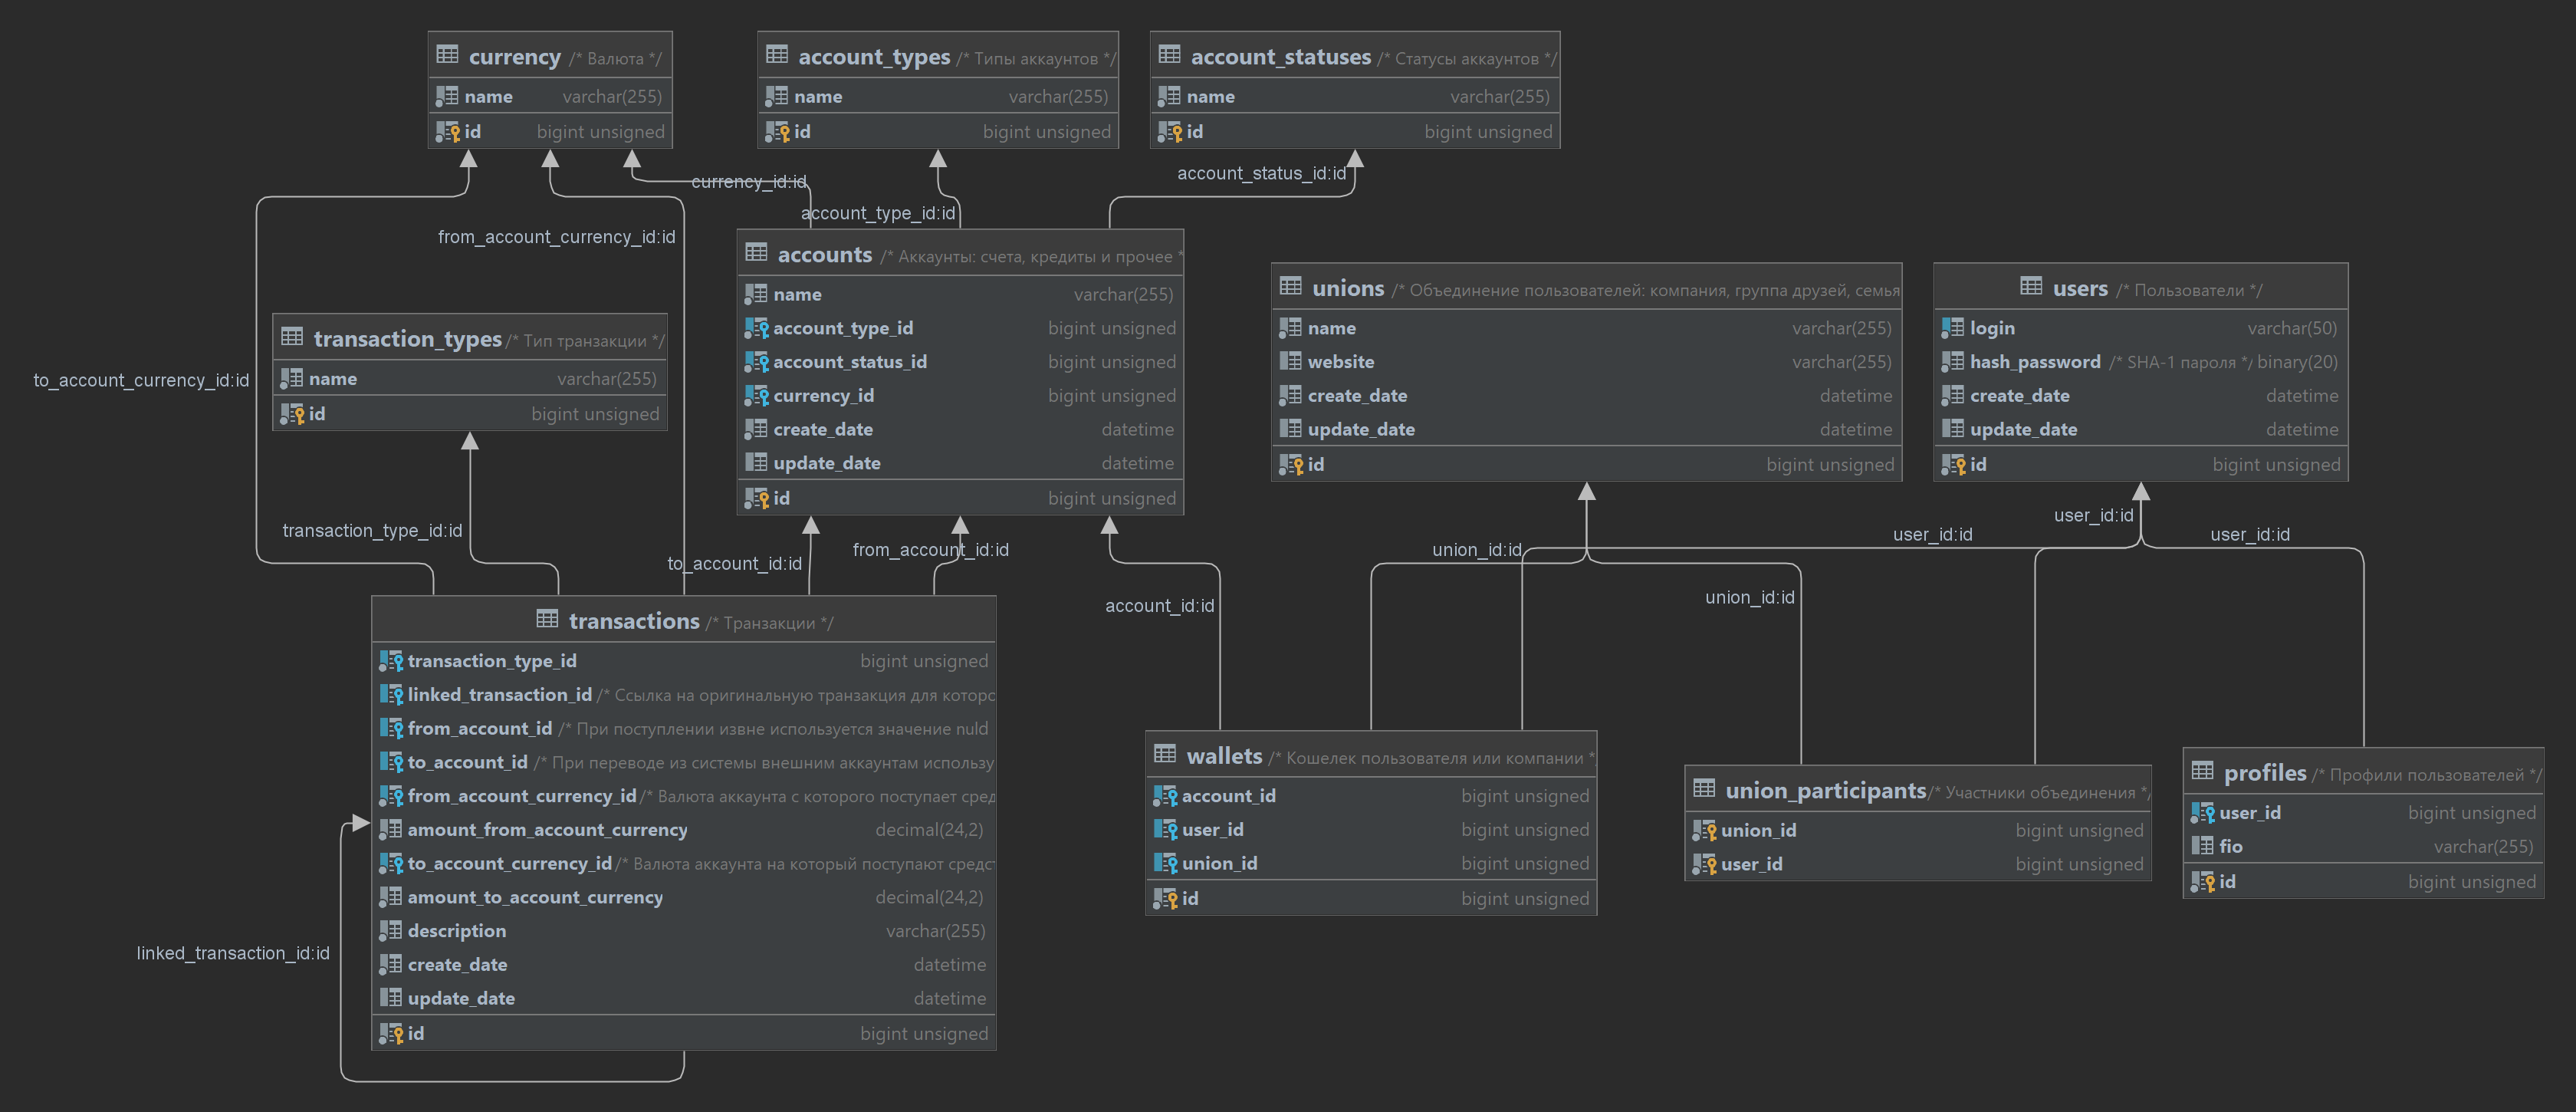 currency /* Валюта */
name varchar(255)
id bigint unsigned
account_types /* Типы аккаунтов */
name varchar(255)
id bigint unsigned
account_statuses /* Статусы аккаунтов */
name varchar(255)
id bigint unsigned
currency_id:id
account_type_id:id
account_status_id:id
from_account_currency_id:id
to_account_currency_id:id
accounts /* Аккаунты: счета, кредиты и прочее *
name varchar(255)
account_type_id bigint unsigned
account_status_id bigint unsigned
currency_id bigint unsigned
create_date datetime
update_date datetime
id bigint unsigned
unions /* Объединение пользователей: компания, группа друзей, семья
name varchar(255)
website varchar(255)
create_date datetime
update_date datetime
id bigint unsigned
users /* Пользователи */
login varchar(50)
hash_password /* SHA-1 пароля */ binary(20)
create_date datetime
update_date datetime
id bigint unsigned
transaction_types /* Тип транзакции */
name varchar(255)
id bigint unsigned
transaction_type_id:id
to_account_id:id
from_account_id:id
account_id:id
union_id:id
union_id:id
user_id:id
user_id:id
user_id:id
transactions /* Транзакции */
transaction_type_id bigint unsigned
linked_transaction_id /* Ссылка на оригинальную транзакция для которс
from_account_id /* При поступлении извне используется значение nuld
to_account_id /* При переводе из системы внешним аккаунтам использу
from_account_currency_id /* Валюта аккаунта с которого поступает сред
amount_from_account_currency decimal(24,2)
to_account_currency_id /* Валюта аккаунта на который поступают средст
amount_to_account_currency decimal(24,2)
description varchar(255)
create_date datetime
update_date datetime
id bigint unsigned
linked_transaction_id:id
wallets /* Кошелек пользователя или компании *
account_id bigint unsigned
user_id bigint unsigned
union_id bigint unsigned
id bigint unsigned
union_participants /* Участники объединения */
union_id bigint unsigned
user_id bigint unsigned
profiles /* Профили пользователей */
user_id bigint unsigned
fio varchar(255)
id bigint unsigned